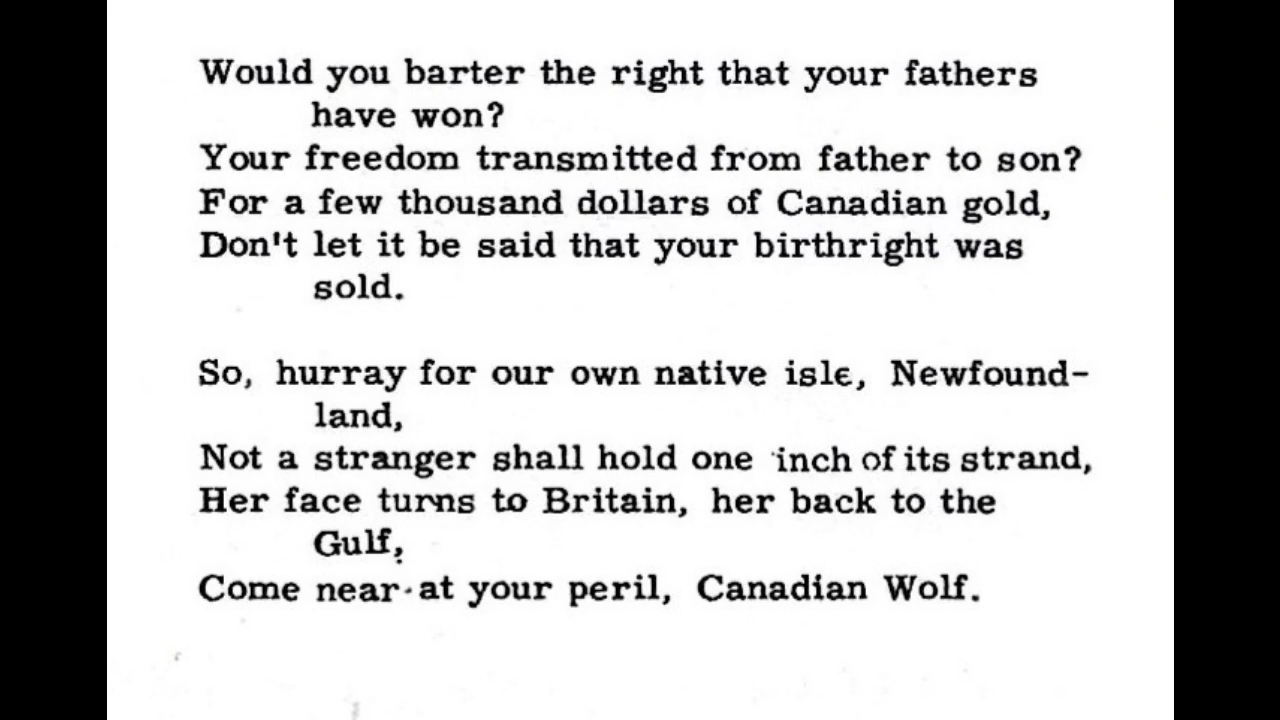 Would you barter the right that your fathers
have won?
Your freedom transmitted from father to son?
For a few thousand dollars of Canadian gold,
Don't let it be said that your birthright was
sold.
So, hurray for our own native isle, Newfound-
land,
Not a stranger shall hold one inch of its strand,
Her face turns to Britain, her back to the
Gulf,
Come near at your peril, Canadian Wolf.